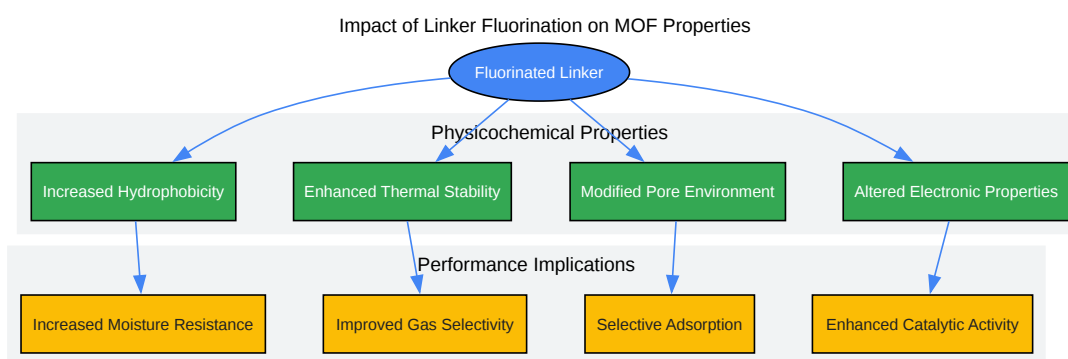 Impact of Linker Fluorination on MOF Properties
Fluorinated Linker
Physicochemical Properties
Increased Hydrophobicity
Enhanced Thermal Stability
Modified Pore Environment
Altered Electronic Properties
Performance Implications
Increased Moisture Resistance
Improved Gas Selectivity
Selective Adsorption
Enhanced Catalytic Activity